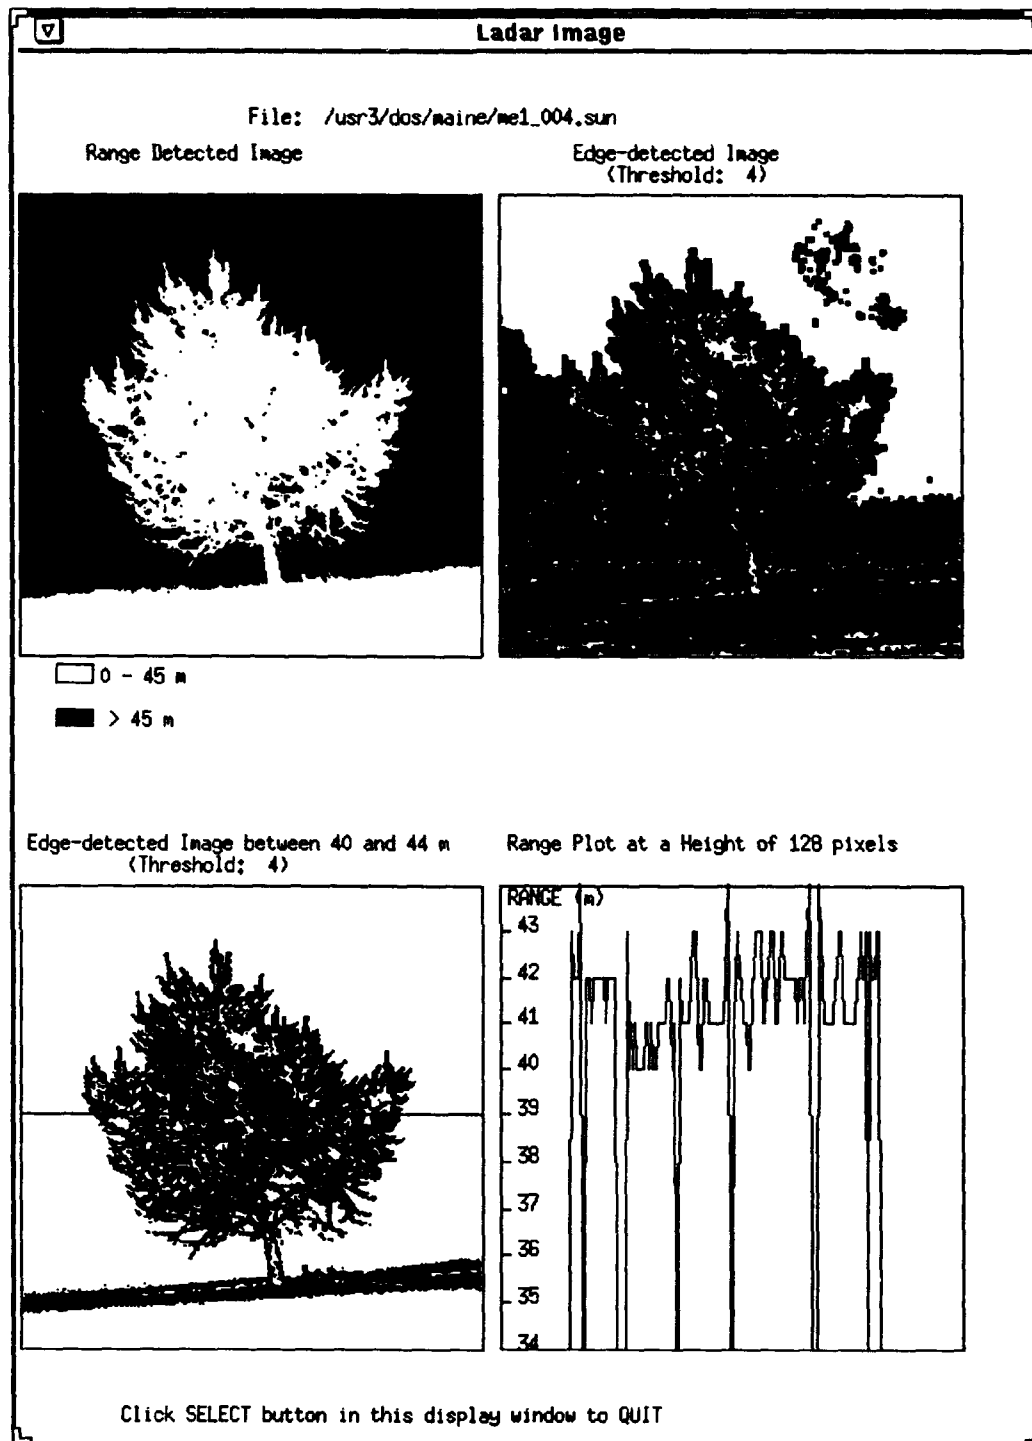 Ladar Image
File: /usr3/dos/maine/me1_004.sun
Range Detected Image
Edge-detected Image
(Threshold: 4)
0 - 45 m
> 45 m
Edge-detected Image between 40 and 44 m
(Threshold: 4)
Range Plot at a Height of 128 pixels
RANGE (m)
43
42
41
40
39
38
37
36
35
34
Click SELECT button in this display window to QUIT